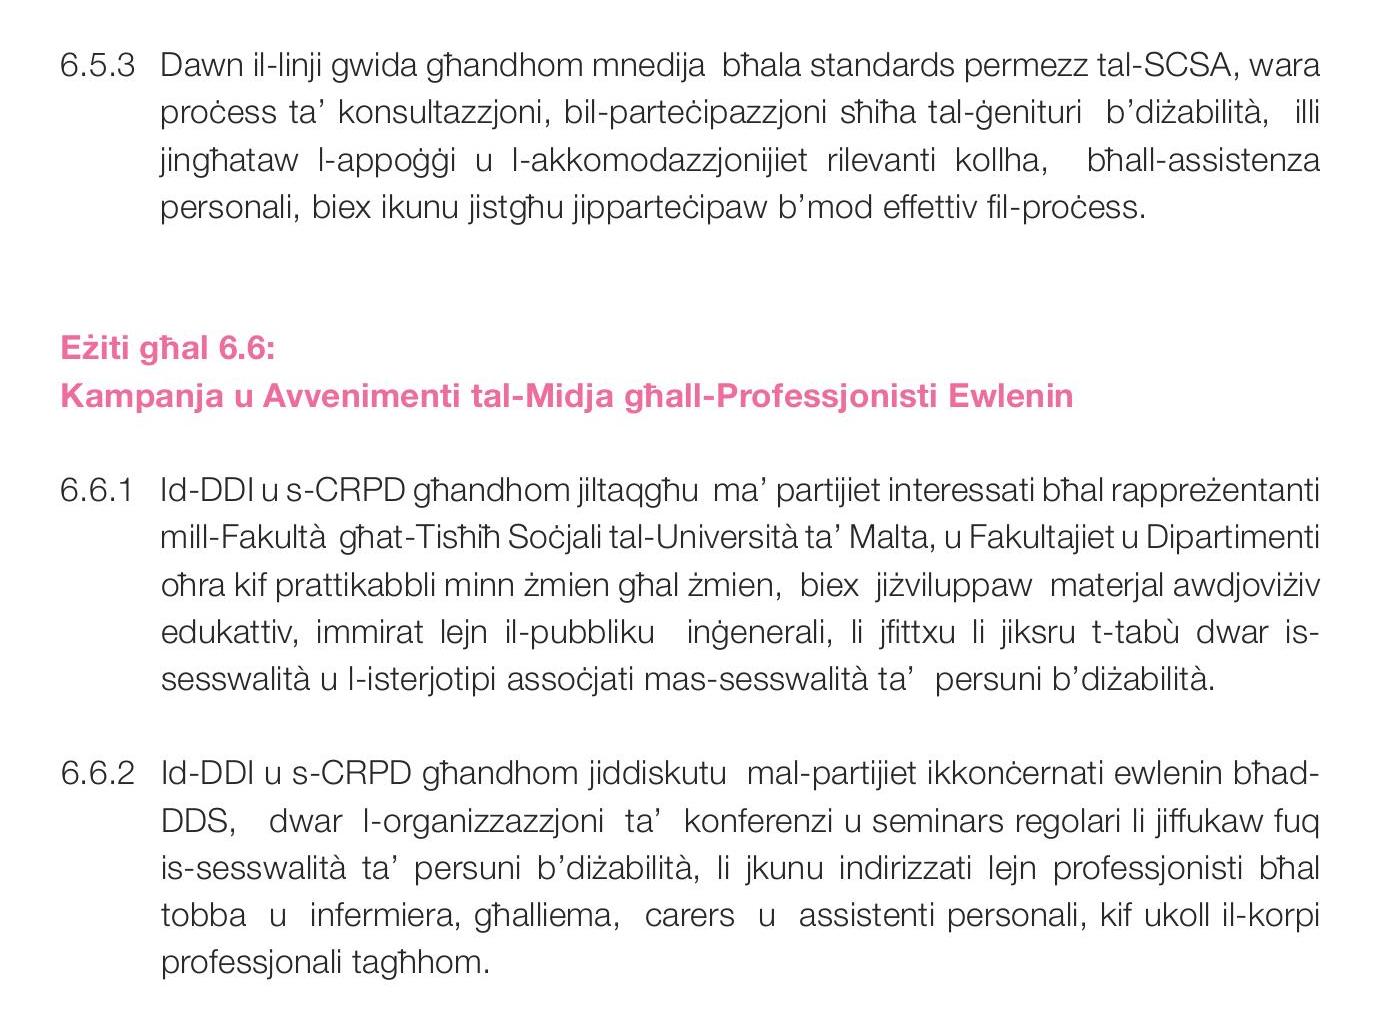 6.5.3 Dawn il-linji gwida għandhom mnedija bħala standards permezz tal-SCSA, wara
proċess ta’ konsultazzjoni, bil-parteċipazzjoni sħiħa tal-ġenituri b’diżabilità, illi
jingħataw l-appoġġi u l-akkomodazzjonijiet rilevanti kollha, bħall-assistenza
personali, biex ikunu jistgħu jipparteċipaw b’mod effettiv fil-proċess.
Eżiti għal 6.6:
Kampanja u Avvenimenti tal-Midja għall-Professjonisti Ewlenin
6.6.1 Id-DDI u s-CRPD għandhom jiltaqgħu ma’ partijiet interessati bħal rappreżentanti
mill-Fakultà għat-Tisħiħ Soċjali tal-Università ta’ Malta, u Fakultajiet u Dipartimenti
oħra kif prattikabbli minn żmien għal żmien, biex jiżviluppaw materjal awdjoviżiv
edukattiv, immirat lejn il-pubbliku inġenerali, li jfittxu li jiksru t-tabù dwar is-
sesswalità u l-isterjotipi assoċjati mas-sesswalità ta’ persuni b’diżabilità.
6.6.2 Id-DDI u s-CRPD għandhom jiddiskutu mal-partijiet ikkonċernati ewlenin bħad-
DDS, dwar l-organizzazzjoni ta’ konferenzi u seminars regolari li jiffukaw fuq
is-sesswalità ta’ persuni b’diżabilità, li jkunu indirizzati lejn professjonisti bħal
tobba u infermiera, għalliema, carers u assistenti personali, kif ukoll il-korpi
professjonali tagħhom.